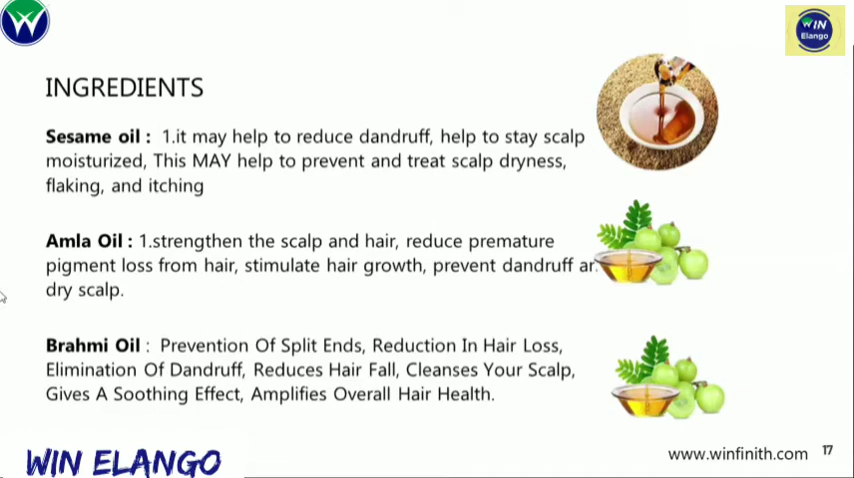 W
WIN
Elango
INGREDIENTS
Sesame oil : 1.it may help to reduce dandruff, help to stay scalp
moisturized, This MAY help to prevent and treat scalp dryness,
flaking, and itching
Amla Oil : 1.strengthen the scalp and hair, reduce premature
pigment loss from hair, stimulate hair growth, prevent dandruff
dry scalp.
Brahmi Oil : Prevention Of Split Ends, Reduction In Hair Loss,
Elimination Of Dandruff, Reduces Hair Fall, Cleanses Your Scalp,
Gives A Soothing Effect, Amplifies Overall Hair Health.
WIN ELANGO
www.winfinith.com 17